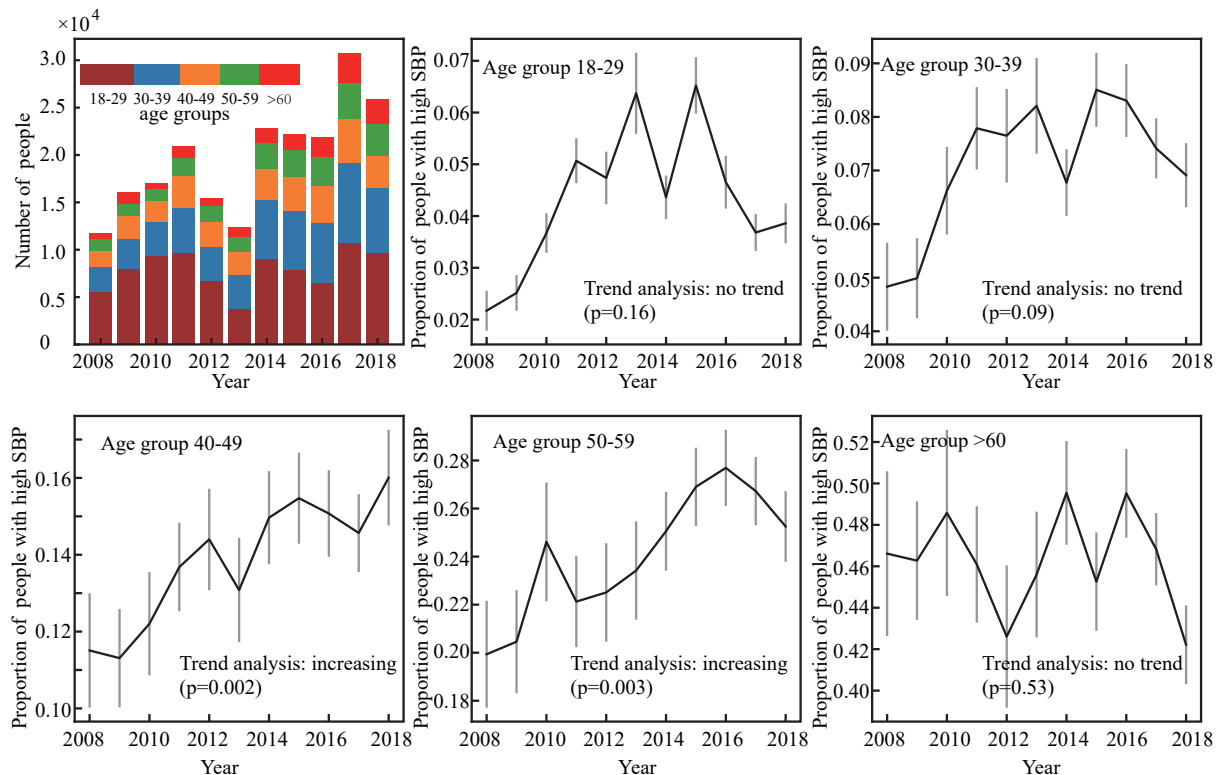 ×10⁴
3.0
2.0
1.5
1.0
0.5
0
Number of people
18-29 30-39 40-49 50-59 >60
age groups
2008 2010 2012 2014 2016 2018
Year
Proportion of people with high SBP
0.07
0.06
0.05
0.04
0.03
0.02
Age group 18-29
Trend analysis: no trend
(p=0.16)
2008 2010 2012 2014 2016 2018
Year
Proportion of people with high SBP
0.09
0.08
0.07
0.06
0.05
0.04
Age group 30-39
Trend analysis: no trend
(p=0.09)
2008 2010 2012 2014 2016 2018
Year
Proportion of people with high SBP
0.16
0.14
0.12
0.10
Age group 40-49
Trend analysis: increasing
(p=0.002)
2008 2010 2012 2014 2016 2018
Year
Proportion of people with high SBP
0.28
0.26
0.24
0.22
0.20
0.18
Age group 50-59
Trend analysis: increasing
(p=0.003)
2008 2010 2012 2014 2016 2018
Year
Proportion of people with high SBP
0.52
0.50
0.48
0.46
0.44
0.42
0.40
Age group >60
Trend analysis: no trend
(p=0.53)
2008 2010 2012 2014 2016 2018
Year